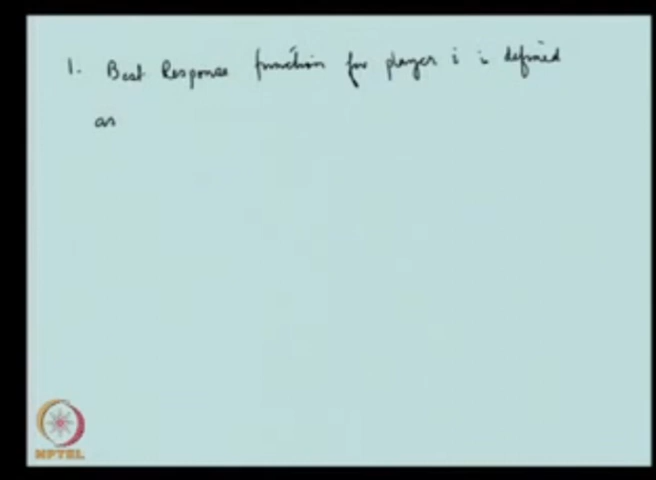 1. Best Response function for player i is defined
as
NPTEL